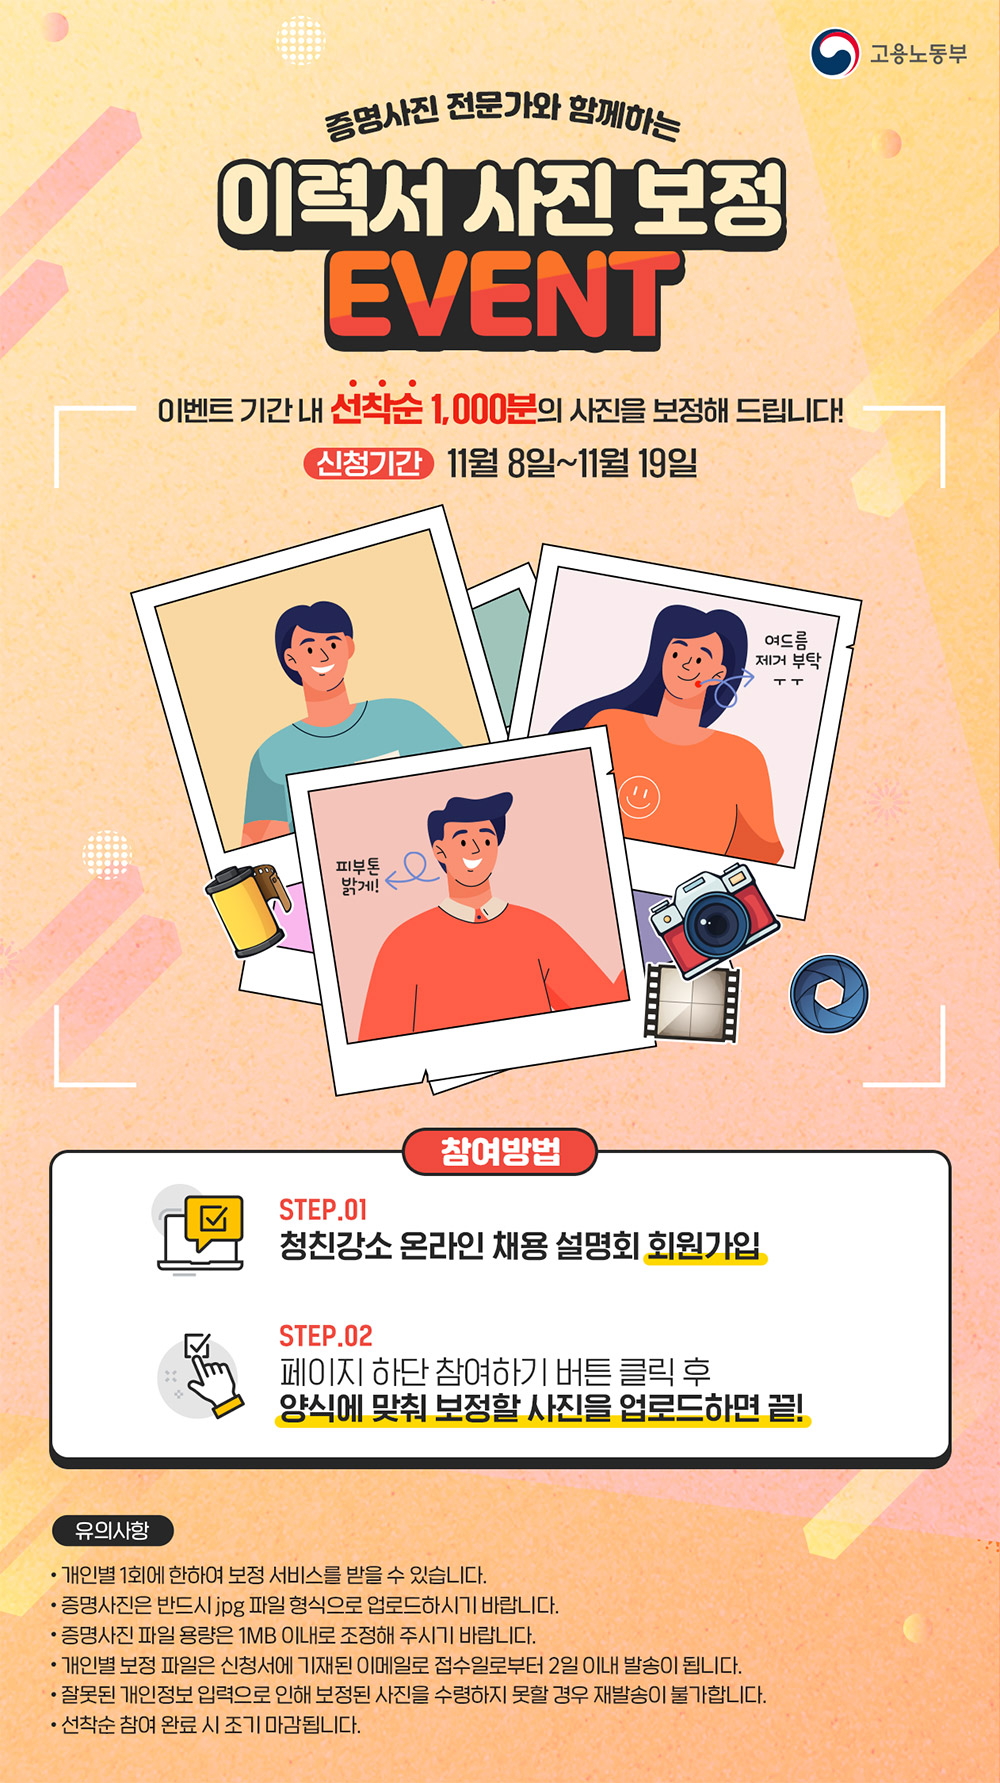 고용노동부
증명사진 전문가와 함께하는
이력서 사진 보정
EVENT
이벤트 기간 내 선착순 1,000분의 사진을 보정해 드립니다!
신청기간 11월 8일~11월 19일
여드름
제거 부탁
ㅜㅜ
피부톤
밝게!
참여방법
STEP.01
청친강소 온라인 채용 설명회 회원가입
STEP.02
페이지 하단 참여하기 버튼 클릭 후
양식에 맞춰 보정할 사진을 업로드하면 끝!
유의사항
• 개인별 1회에 한하여 보정 서비스를 받을 수 있습니다.
• 증명사진은 반드시 jpg 파일 형식으로 업로드하시기 바랍니다.
• 증명사진 파일 용량은 1MB 이내로 조정해 주시기 바랍니다.
• 개인별 보정 파일은 신청서에 기재된 이메일로 접수일로부터 2일 이내 발송이 됩니다.
• 잘못된 개인정보 입력으로 인해 보정된 사진을 수령하지 못할 경우 재발송이 불가합니다.
• 선착순 참여 완료 시 조기 마감됩니다.